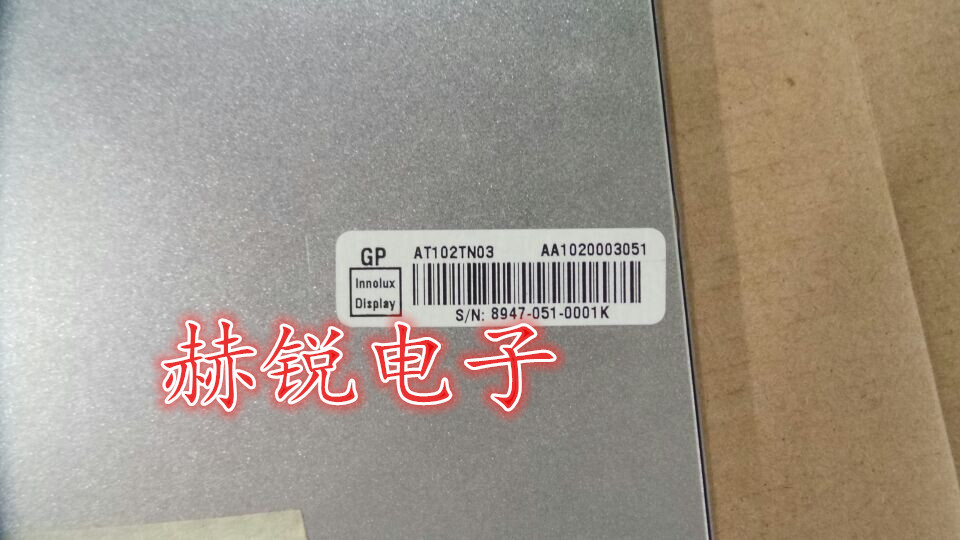 GP AT102TN03 AA1020003051
Innolux
Display
S/N: 8947-051-0001K
赫锐电子